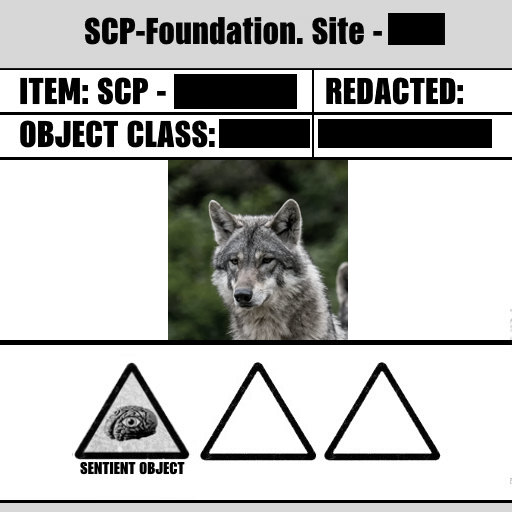 SCP-Foundation. Site -
ITEM: SCP -
REDACTED:
OBJECT CLASS:
SENTIENT OBJECT